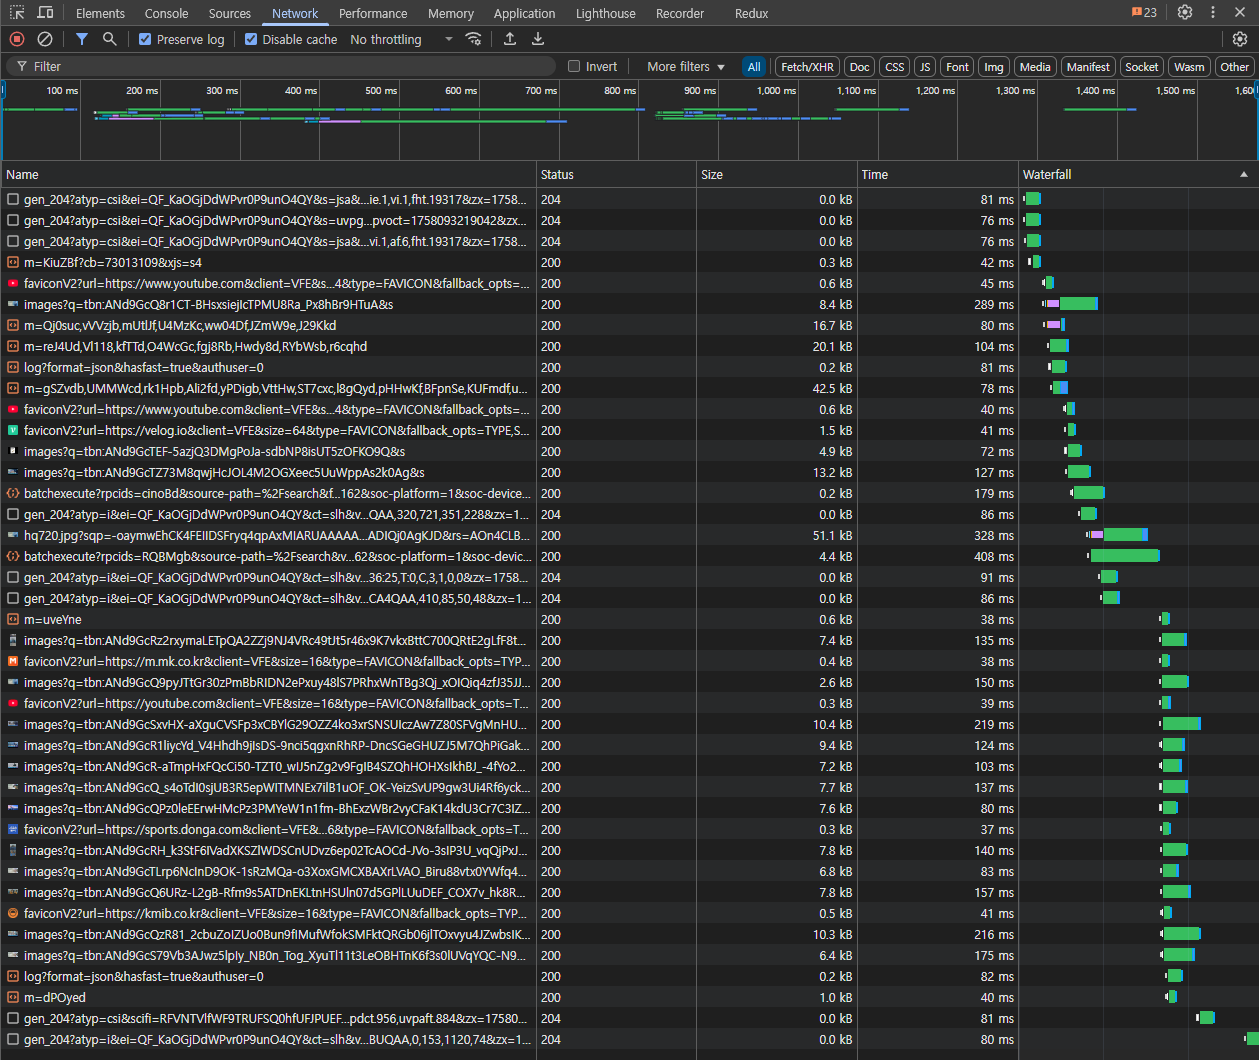 Elements Console Sources Network Performance Memory Application Lighthouse Recorder Redux 23
Preserve log Disable cache No throttling
Filter Invert More filters All Fetch/XHR Doc CSS JS Font Img Media Manifest Socket Wasm Other
100 ms 200 ms 300 ms 400 ms 500 ms 600 ms 700 ms 800 ms 900 ms 1,000 ms 1,100 ms 1,200 ms 1,300 ms 1,400 ms 1,500 ms
Name Status Size Time Waterfall
gen_204?atyp=csi&ei=QF_KaOGjDdWPvr0P9unO4QY&s=jsa&...ie.1,vi.1,fht.19317&zx=1758... 204 0.0 kB 81 ms
gen_204?atyp=csi&ei=QF_KaOGjDdWPvr0P9unO4QY&s=uvpg...pvoct=1758093219042&zx... 204 0.0 kB 76 ms
gen_204?atyp=csi&ei=QF_KaOGjDdWPvr0P9unO4QY&s=jsa&...vi.1,af.6,fht.19317&zx=1758... 204 0.0 kB 76 ms
m=KiuZBf?cb=73013109&xjs=s4 200 0.3 kB 42 ms
faviconV2?url=https://www.youtube.com&client=VFE&s...4&type=FAVICON&fallback_opts=... 200 0.6 kB 45 ms
images?q=tbn:ANd9GcQ8r1CT-BHsxsiejIcTPMU8Ra_Px8hBr9HTuA&s 200 8.4 kB 289 ms
m=Qj0suc,vVVzjb,mUtlJf,U4MzKc,ww04Df,JZmW9e,J29Kkd 200 16.7 kB 80 ms
m=reJ4Ud,Vl118,kfTTd,O4WcGc,fgj8Rb,Hwdy8d,RYbWsb,r6cqhd 200 20.1 kB 104 ms
log?format=json&hasfast=true&authuser=0 200 0.2 kB 81 ms
m=gSZvdb,UMMWcd,rk1Hpb,Ali2fd,yPDigb,VttHw,ST7cxc,l8gQyd,pHHwKf,BFpnSe,KUFmdf,u... 200 42.5 kB 78 ms
faviconV2?url=https://www.youtube.com&client=VFE&s...4&type=FAVICON&fallback_opts=... 200 0.6 kB 40 ms
faviconV2?url=https://velog.io&client=VFE&size=64&type=FAVICON&fallback_opts=TYPE,S... 200 1.5 kB 41 ms
images?q=tbn:ANd9GcTEF-5azjQ3DMgPoJa-sdbNP8isUT5zOFKO9Q&s 200 4.9 kB 72 ms
images?q=tbn:ANd9GcTZ73M8qwjHcJOL4M2OGXeec5UuWppAs2k0Ag&s 200 13.2 kB 127 ms
batchexecute?rpcids=cinoBd&source-path=%2Fsearch&f...162&soc-platform=1&soc-device... 200 0.2 kB 179 ms
gen_204?atyp=i&ei=QF_KaOGjDdWPvr0P9unO4QY&ct=slh&v...QAA,320,721,351,228&zx=1... 204 0.0 kB 86 ms
hq720.jpg?sqp=-oaymwEhCK4FEIIDSFryq4qpAxMIARUAAAAA...ADIQj0AgKJD&rs=AOn4CLB... 200 51.1 kB 328 ms
batchexecute?rpcids=RQBMgb&source-path=%2Fsearch&v...62&soc-platform=1&soc-devic... 200 4.4 kB 408 ms
gen_204?atyp=i&ei=QF_KaOGjDdWPvr0P9unO4QY&ct=slh&v...36:25,T:0,C,3,1,0,0&zx=1758... 204 0.0 kB 91 ms
gen_204?atyp=i&ei=QF_KaOGjDdWPvr0P9unO4QY&ct=slh&v...CA4QAA,410,85,50,48&zx=1... 204 0.0 kB 86 ms
m=uveYne 200 0.6 kB 38 ms
images?q=tbn:ANd9GcRz2rxymaLETpQA2ZZj9NJ4VRc49tJt5r46x9K7vkxBttC700QRtE2gLfF8t... 200 7.4 kB 135 ms
faviconV2?url=https://m.mk.co.kr&client=VFE&size=16&type=FAVICON&fallback_opts=TYP... 200 0.4 kB 38 ms
images?q=tbn:ANd9GcQ9pyJTtGr30zPmBbRIDN2ePxuy48lS7PRhxWnTBg3Qj_xOIQiq4zfJ35JJ... 200 2.6 kB 150 ms
faviconV2?url=https://youtube.com&client=VFE&size=16&type=FAVICON&fallback_opts=T... 200 0.3 kB 39 ms
images?q=tbn:ANd9GcSxvHX-aXguCVSFp3xCBYlG29OZZ4ko3xrSNSUIczAw7Z80SFVgMnHU... 200 10.4 kB 219 ms
images?q=tbn:ANd9GcR1liycYd_V4Hhdh9jIsDS-9nci5qgxnRhRP-DncSGeGHUZJ5M7QhPiGak... 200 9.4 kB 124 ms
images?q=tbn:ANd9GcR-aTmpHxFQcCi50-TZT0_wIJ5nZg2v9FgIB4SZQhHOHXsIkhBJ_-4fYo2... 200 7.2 kB 103 ms
images?q=tbn:ANd9GcQ_s4oTdI0sjUB3R5epWITMNEx7ilB1uOF_OK-YeizSvUP9gw3Ui4Rf6yck... 200 7.7 kB 137 ms
images?q=tbn:ANd9GcQPz0leEErwHMcPz3PMYeW1n1fm-BhExzWBr2vyCFaK14kdU3Cr7C3IZ... 200 7.6 kB 80 ms
faviconV2?url=https://sports.donga.com&client=VFE&...6&type=FAVICON&fallback_opts=T... 200 0.3 kB 37 ms
images?q=tbn:ANd9GcRH_k3StF6IVadXKSZlWDSCnUDvz6ep02TcAOCd-JVo-3sIP3U_vqQjPxJ... 200 7.8 kB 140 ms
images?q=tbn:ANd9GcTLrp6NcInD9OK-1sRzMQa-o3XoxGMCXBAXrLVAO_Biru88vtx0YWfq4... 200 6.8 kB 83 ms
images?q=tbn:ANd9GcQ6URz-L2gB-Rfm9s5ATDnEKLtnHSUln07d5GPlLUuDEF_COX7v_hk8R... 200 7.8 kB 157 ms
faviconV2?url=https://kmib.co.kr&client=VFE&size=16&type=FAVICON&fallback_opts=TYP... 200 0.5 kB 41 ms
images?q=tbn:ANd9GcQzR81_2cbuZoIZUo0Bun9fIMufWfokSMFktQRGb06jlTOxvyu4JZwbsIK... 200 10.3 kB 216 ms
images?q=tbn:ANd9GcS79Vb3AJwz5lpIy_NB0n_Tog_XyuTl11t3LeOBHTnK6f3s0lUVqYQC-N9... 200 6.4 kB 175 ms
log?format=json&hasfast=true&authuser=0 200 0.2 kB 82 ms
m=dPOyed 200 1.0 kB 40 ms
gen_204?atyp=csi&scifi=RFVNTVlfWF9TRUFSQ0hfUFJPUEF...pdct.956,uvpaft.884&zx=17580... 204 0.0 kB 81 ms
gen_204?atyp=i&ei=QF_KaOGjDdWPvr0P9unO4QY&ct=slh&v...BUQAA,0,153,1120,74&zx=1... 204 0.0 kB 80 ms